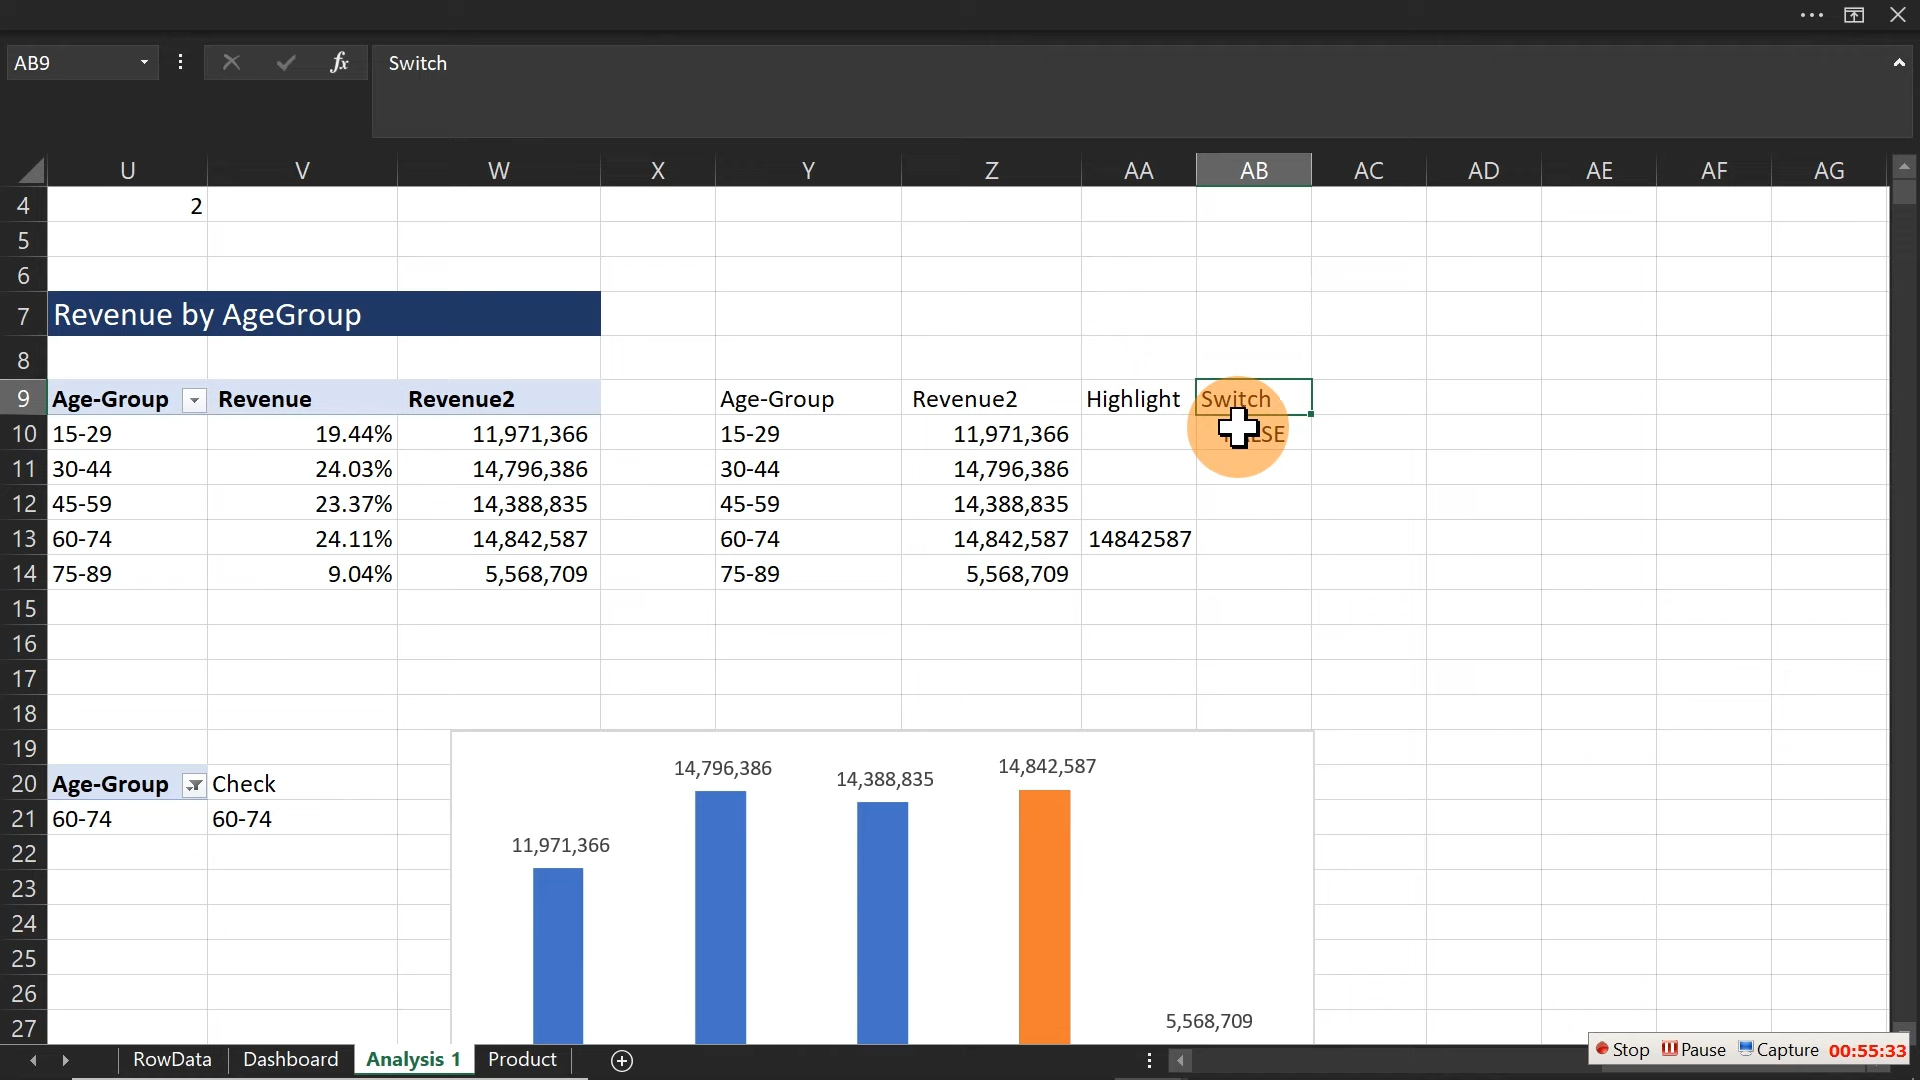 AB9 fx Switch
U V W X Y Z AA AB AC AD AE AF AG
4 2
5
6
7 Revenue by AgeGroup
8
9 Age-Group Revenue Revenue2 Age-Group Revenue2 Highlight Switch
10 15-29 19.44% 11,971,366 15-29 11,971,366
11 30-44 24.03% 14,796,386 30-44 14,796,386
12 45-59 23.37% 14,388,835 45-59 14,388,835
13 60-74 24.11% 14,842,587 60-74 14,842,587 14842587
14 75-89 9.04% 5,568,709 75-89 5,568,709
15
16
17
18
19
20 Age-Group Check
21 60-74 60-74
22
23
24
25
26
27
14,796,386 14,388,835 14,842,587
11,971,366
5,568,709
Stop Pause Capture 00:55:33
RowData Dashboard Analysis 1 Product